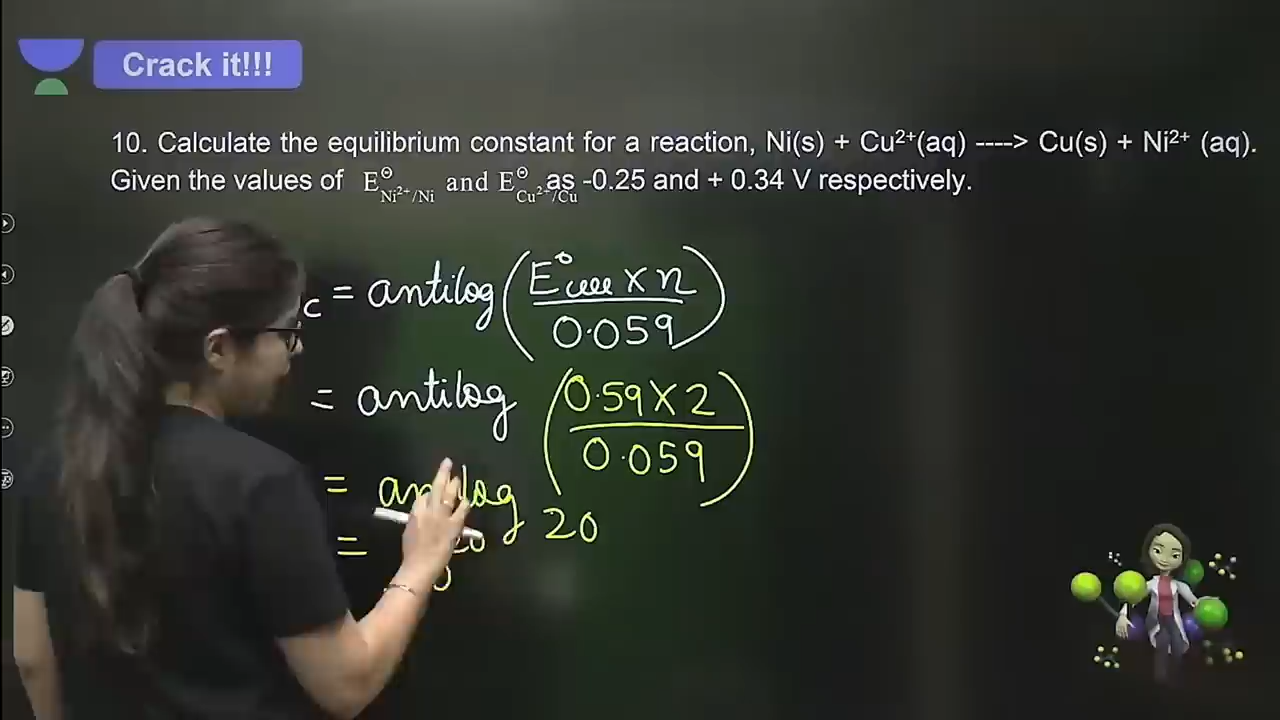 Crack it!!!
10. Calculate the equilibrium constant for a reaction, Ni(s) + Cu²⁺(aq) ----> Cu(s) + Ni²⁺ (aq).
Given the values of E⊖Ni²⁺/Ni and E⊖Cu²⁺/Cu as -0.25 and + 0.34 V respectively.
c = antilog (E°cell × n / 0.059)
= antilog (0.59 × 2 / 0.059)
= antilog 20
=